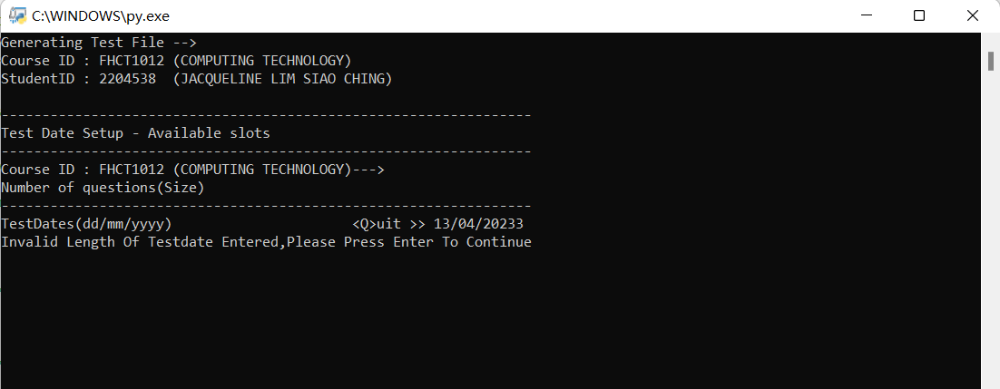 C:\WINDOWS\py.exe
Generating Test File -->
Course ID : FHCT1012 (COMPUTING TECHNOLOGY)
StudentID : 2204538  (JACQUELINE LIM SIAO CHING)
-----------------------------------------------------------------
Test Date Setup - Available slots
-----------------------------------------------------------------
Course ID : FHCT1012 (COMPUTING TECHNOLOGY)--->
Number of questions(Size)
-----------------------------------------------------------------
TestDates(dd/mm/yyyy)                      <Q>uit >> 13/04/20233
Invalid Length Of Testdate Entered,Please Press Enter To Continue